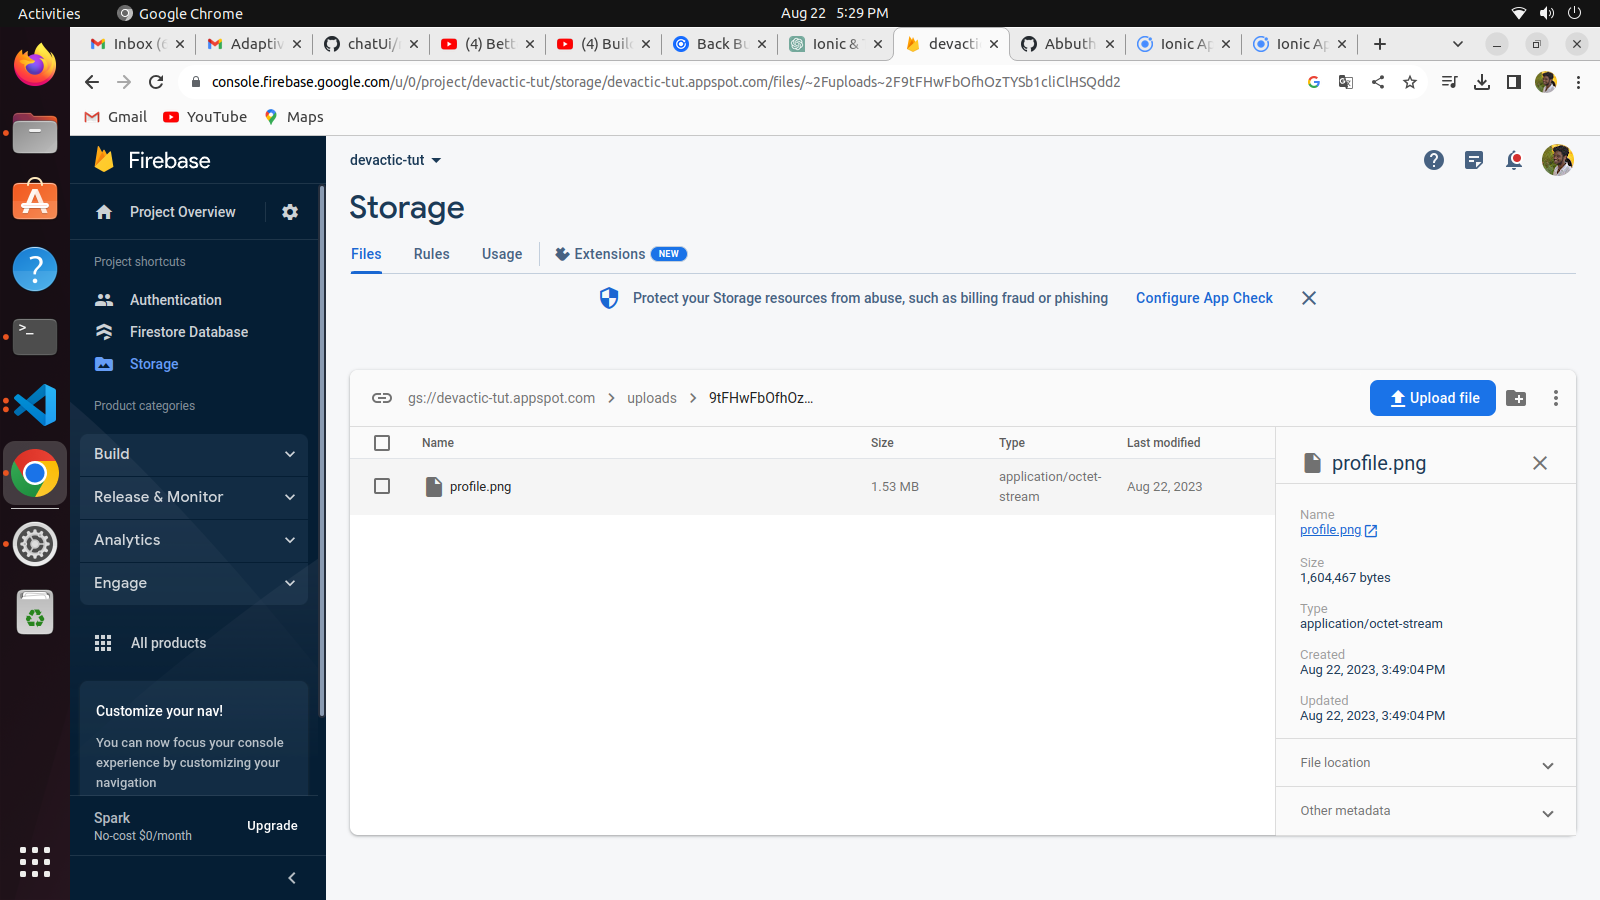 Activities
Google Chrome
Aug 22 5:29 PM
Inbox (6
Adaptiv
chatUi/
(4) Bett
(4) Buil
Back Bu
Ionic &
devacti
Abbuth
Ionic Ap
Ionic Ap
console.firebase.google.com/u/0/project/devactic-tut/storage/devactic-tut.appspot.com/files/~2Fuploads~2F9tFHwFbOfhOzTYSb1cliClHSQdd2
Gmail
YouTube
Maps
Firebase
Project Overview
Project shortcuts
Authentication
Firestore Database
Storage
Product categories
Build
Release & Monitor
Analytics
Engage
All products
Customize your nav!
You can now focus your console
experience by customizing your
navigation
Spark
No-cost $0/month
Upgrade
devactic-tut
Storage
Files
Rules
Usage
Extensions
NEW
Protect your Storage resources from abuse, such as billing fraud or phishing
Configure App Check
gs://devactic-tut.appspot.com
uploads
9tFHwFbOfhOz...
Upload file
Name
Size
Type
Last modified
profile.png
1.53 MB
application/octet-
stream
Aug 22, 2023
profile.png
Name
profile.png
Size
1,604,467 bytes
Type
application/octet-stream
Created
Aug 22, 2023, 3:49:04 PM
Updated
Aug 22, 2023, 3:49:04 PM
File location
Other metadata